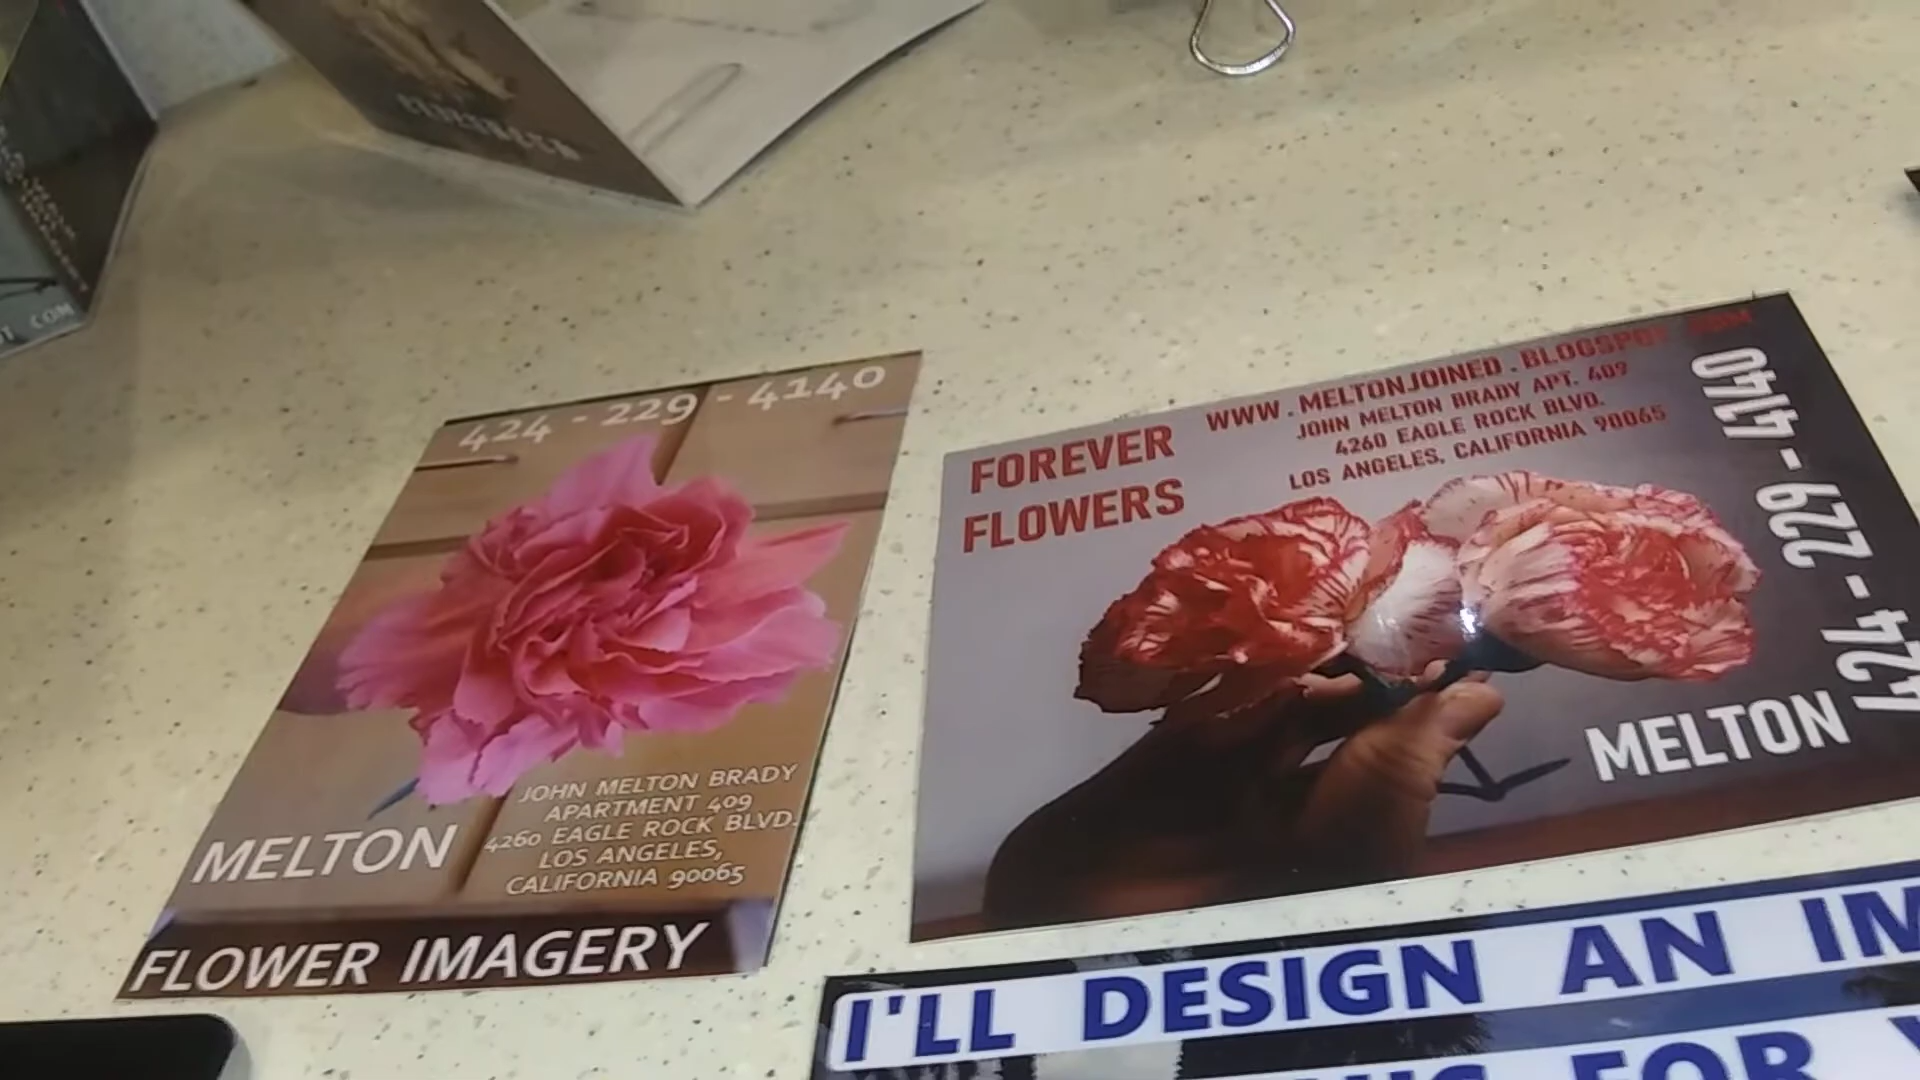 424 - 229 - 4140
MELTON
JOHN MELTON BRADY
APARTMENT 409
4260 EAGLE ROCK BLVD.
LOS ANGELES,
CALIFORNIA 90065
FLOWER IMAGERY
FOREVER
FLOWERS
WWW.MELTONJOINED.BLOGSPOT.COM
JOHN MELTON BRADY APT. 409
4260 EAGLE ROCK BLVD.
LOS ANGELES, CALIFORNIA 90065
424 - 229 - 4140
MELTON
I'LL DESIGN AN
FOR
COM